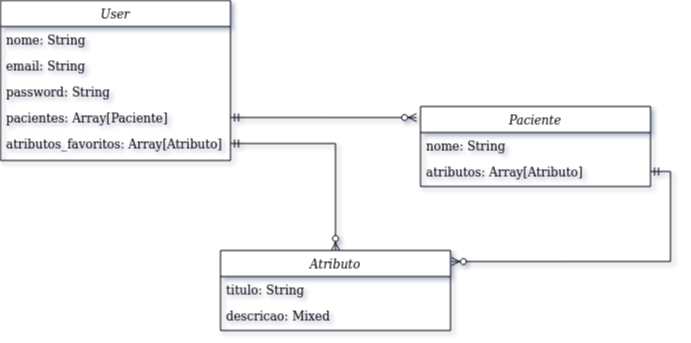 User
nome: String
email: String
password: String
pacientes: Array[Paciente]
atributos_favoritos: Array[Atributo]
Paciente
nome: String
atributos: Array[Atributo]
Atributo
titulo: String
descricao: Mixed